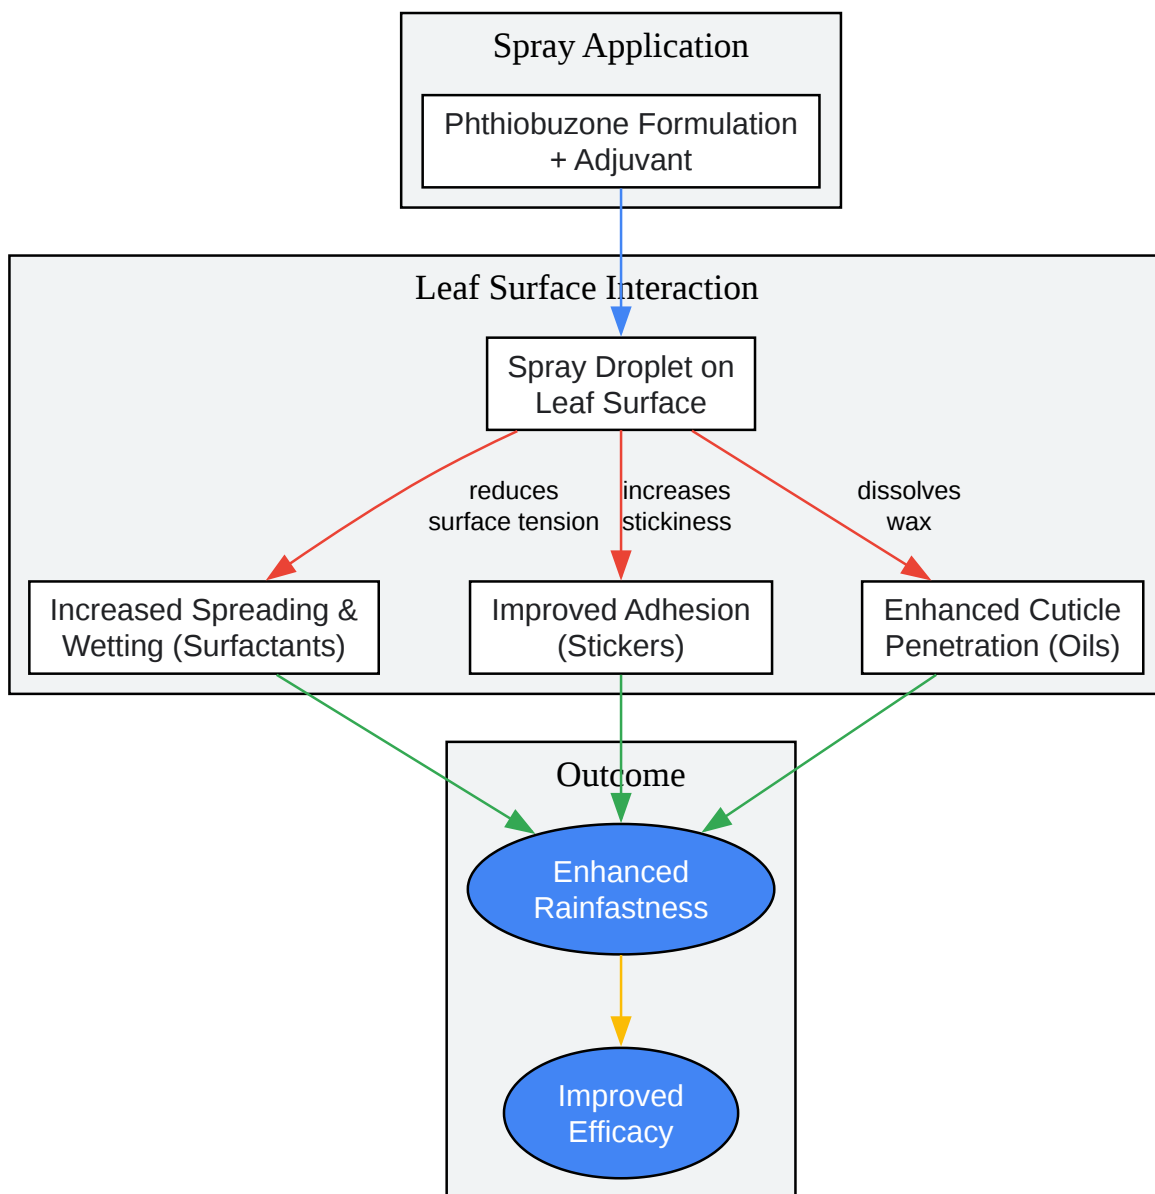 Spray Application
Phthiobuzone Formulation
+ Adjuvant
Leaf Surface Interaction
Spray Droplet on
Leaf Surface
reduces
surface tension
increases
stickiness
dissolves
wax
Increased Spreading &
Wetting (Surfactants)
Improved Adhesion
(Stickers)
Enhanced Cuticle
Penetration (Oils)
Outcome
Enhanced
Rainfastness
Improved
Efficacy